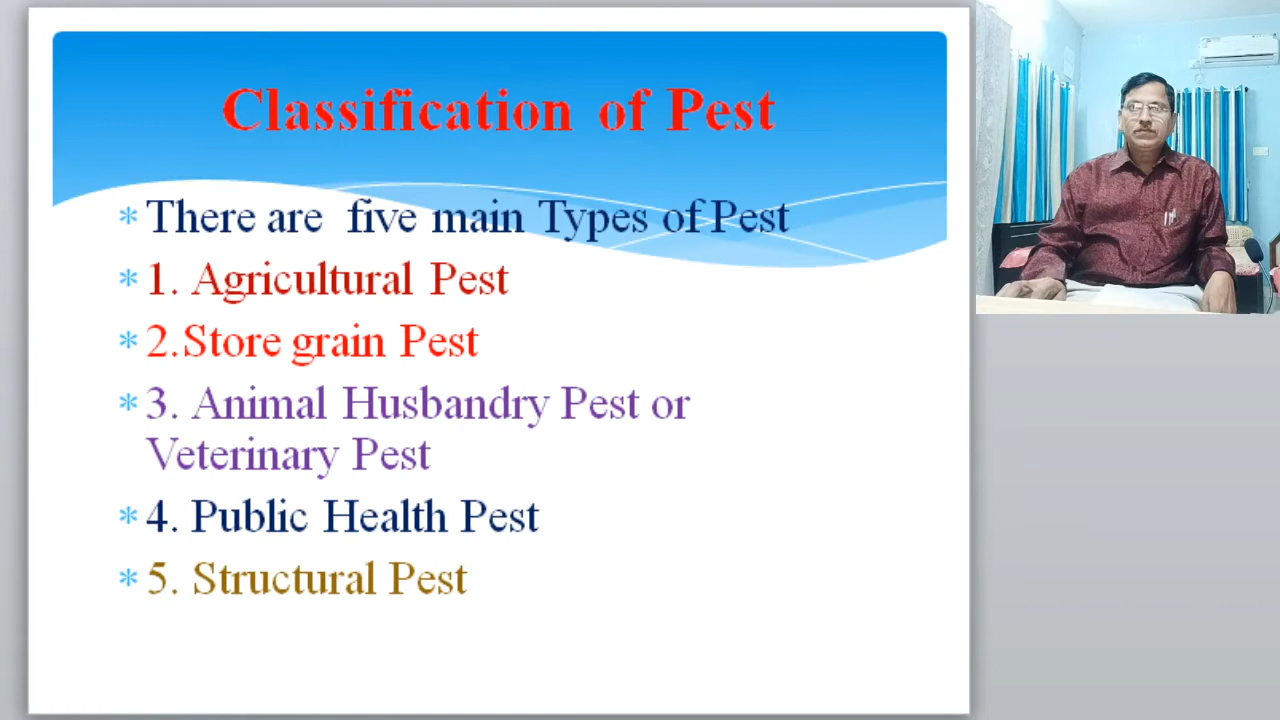 Classification of Pest
* There are five main Types of Pest
* 1. Agricultural Pest
* 2.Store grain Pest
* 3. Animal Husbandry Pest or
Veterinary Pest
* 4. Public Health Pest
* 5. Structural Pest